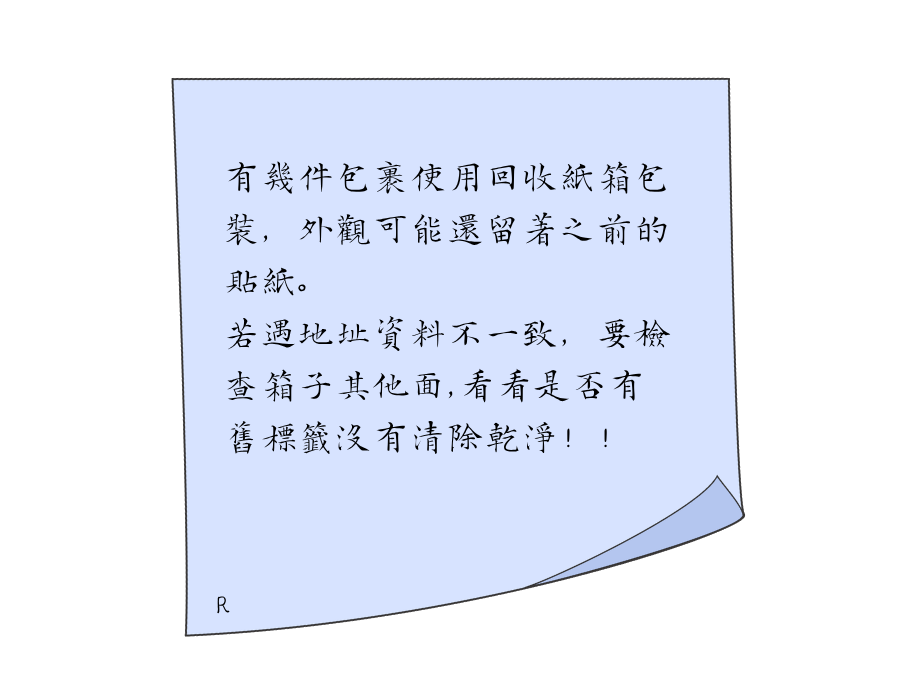 有幾件包裹使用回收紙箱包
裝，外觀可能還留著之前的
貼紙。
若遇地址資料不一致，要檢
查箱子其他面,看看是否有
舊標籤沒有清除乾淨!!
R